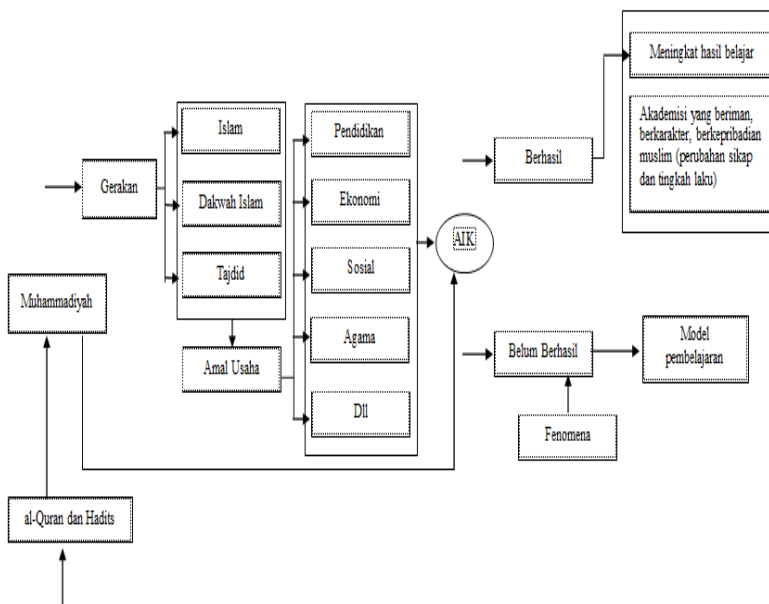 Meningkat hasil belajar
Akademisi yang beriman,
berkarakter, berkepribadian
muslim (perubahan sikap
dan tingkah laku)
Islam
Pendidikan
Berhasil
Gerakan
Dakwah Islam
Ekonomi
AIK
Tajdid
Sosial
Muhammadiyah
Amal Usaha
Agama
Belum Berhasil
Model
pembelajaran
Dll
Fenomena
al-Quran dan Hadits